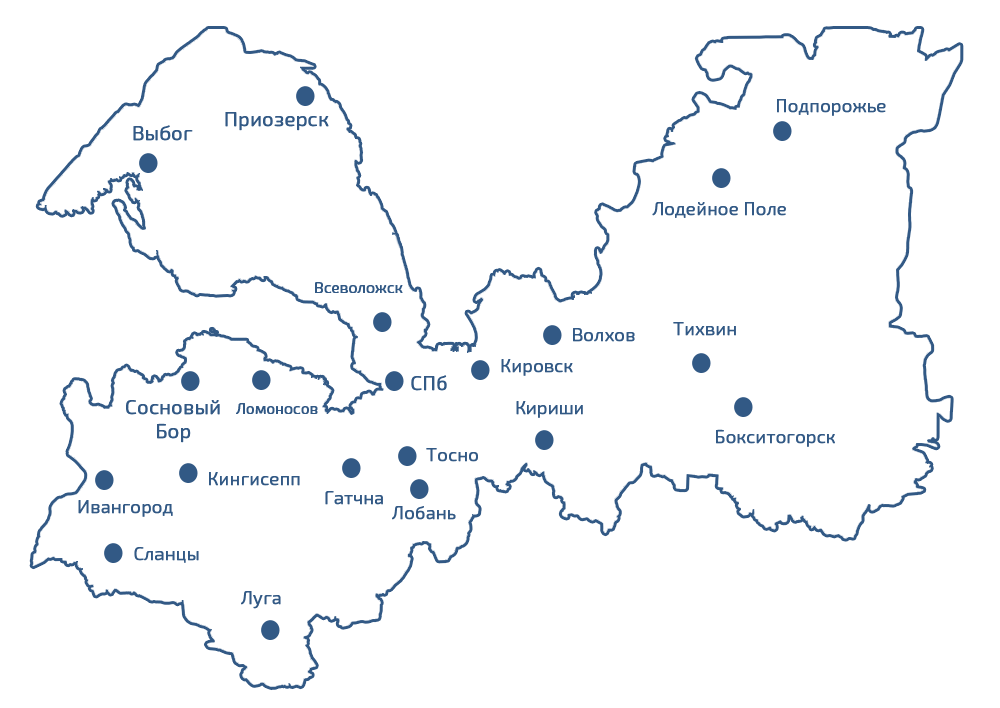 Подпорожье
Приозерск
Выбог
Лодейное Поле
Всеволожск
Тихвин
Волхов
Кировск
СПб
Сосновый
Бор
Ломоносов
Кириши
Бокситогорск
Тосно
Кингисепп
Гатчна
Ивангород
Лобань
Сланцы
Луга